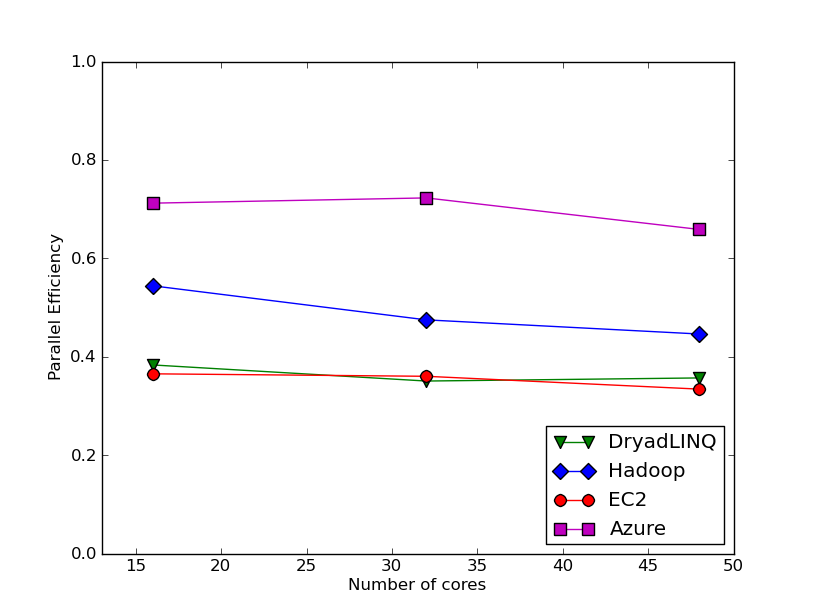 1.0
0.8
0.6
0.4
0.2
0.0
Parallel Efficiency
15 20 25 30 35 40 45 50
Number of cores
DryadLINQ
Hadoop
EC2
Azure